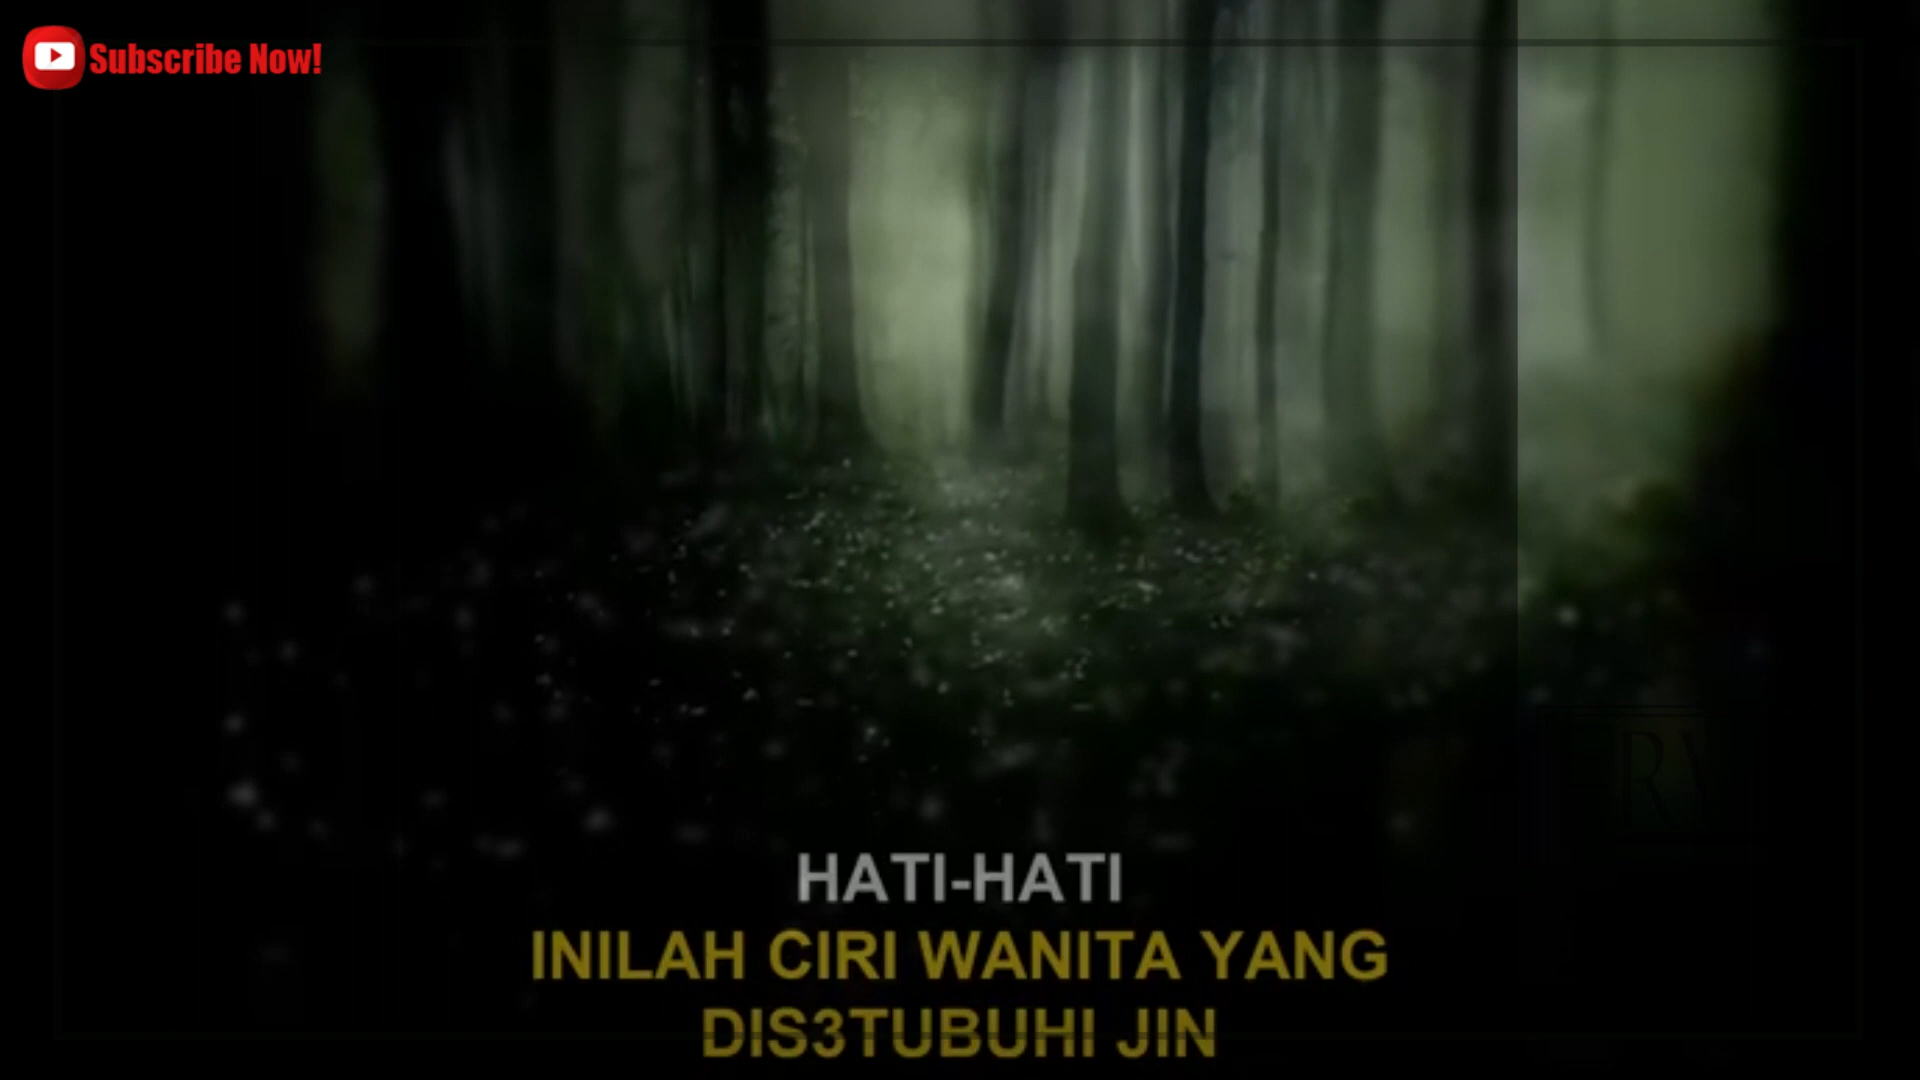 Subscribe Now!
HATI-HATI
INILAH CIRI WANITA YANG
DIS3TUBUHI JIN